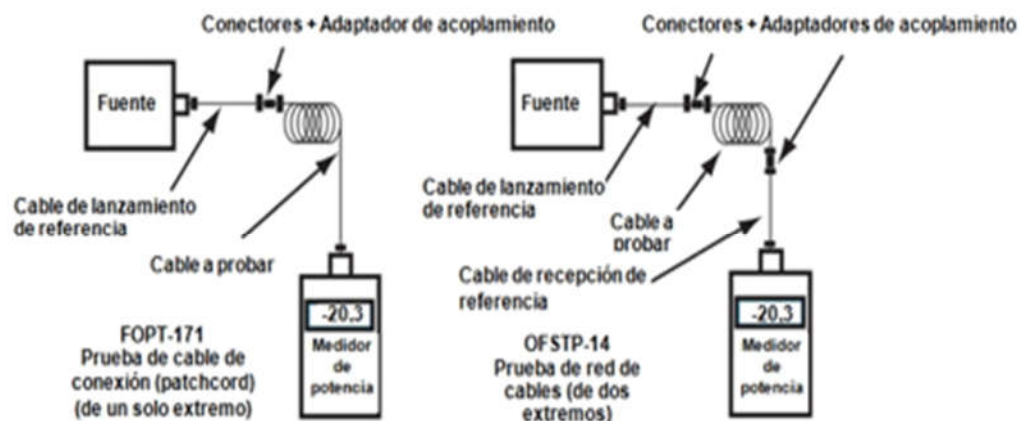 Conectores + Adaptador de acoplamiento
Fuente
Cable de lanzamiento
de referencia
Cable a probar
-20,3
Medidor
de
potencia
FOPT-171
Prueba de cable de
conexión (patchcord)
(de un solo extremo)
Conectores + Adaptadores de acoplamiento
Fuente
Cable de lanzamiento
de referencia
Cable a
probar
Cable de recepción de
referencia
-20.3
Medidor
de
potencia
OFSTP-14
Prueba de red de
cables (de dos
extremos)